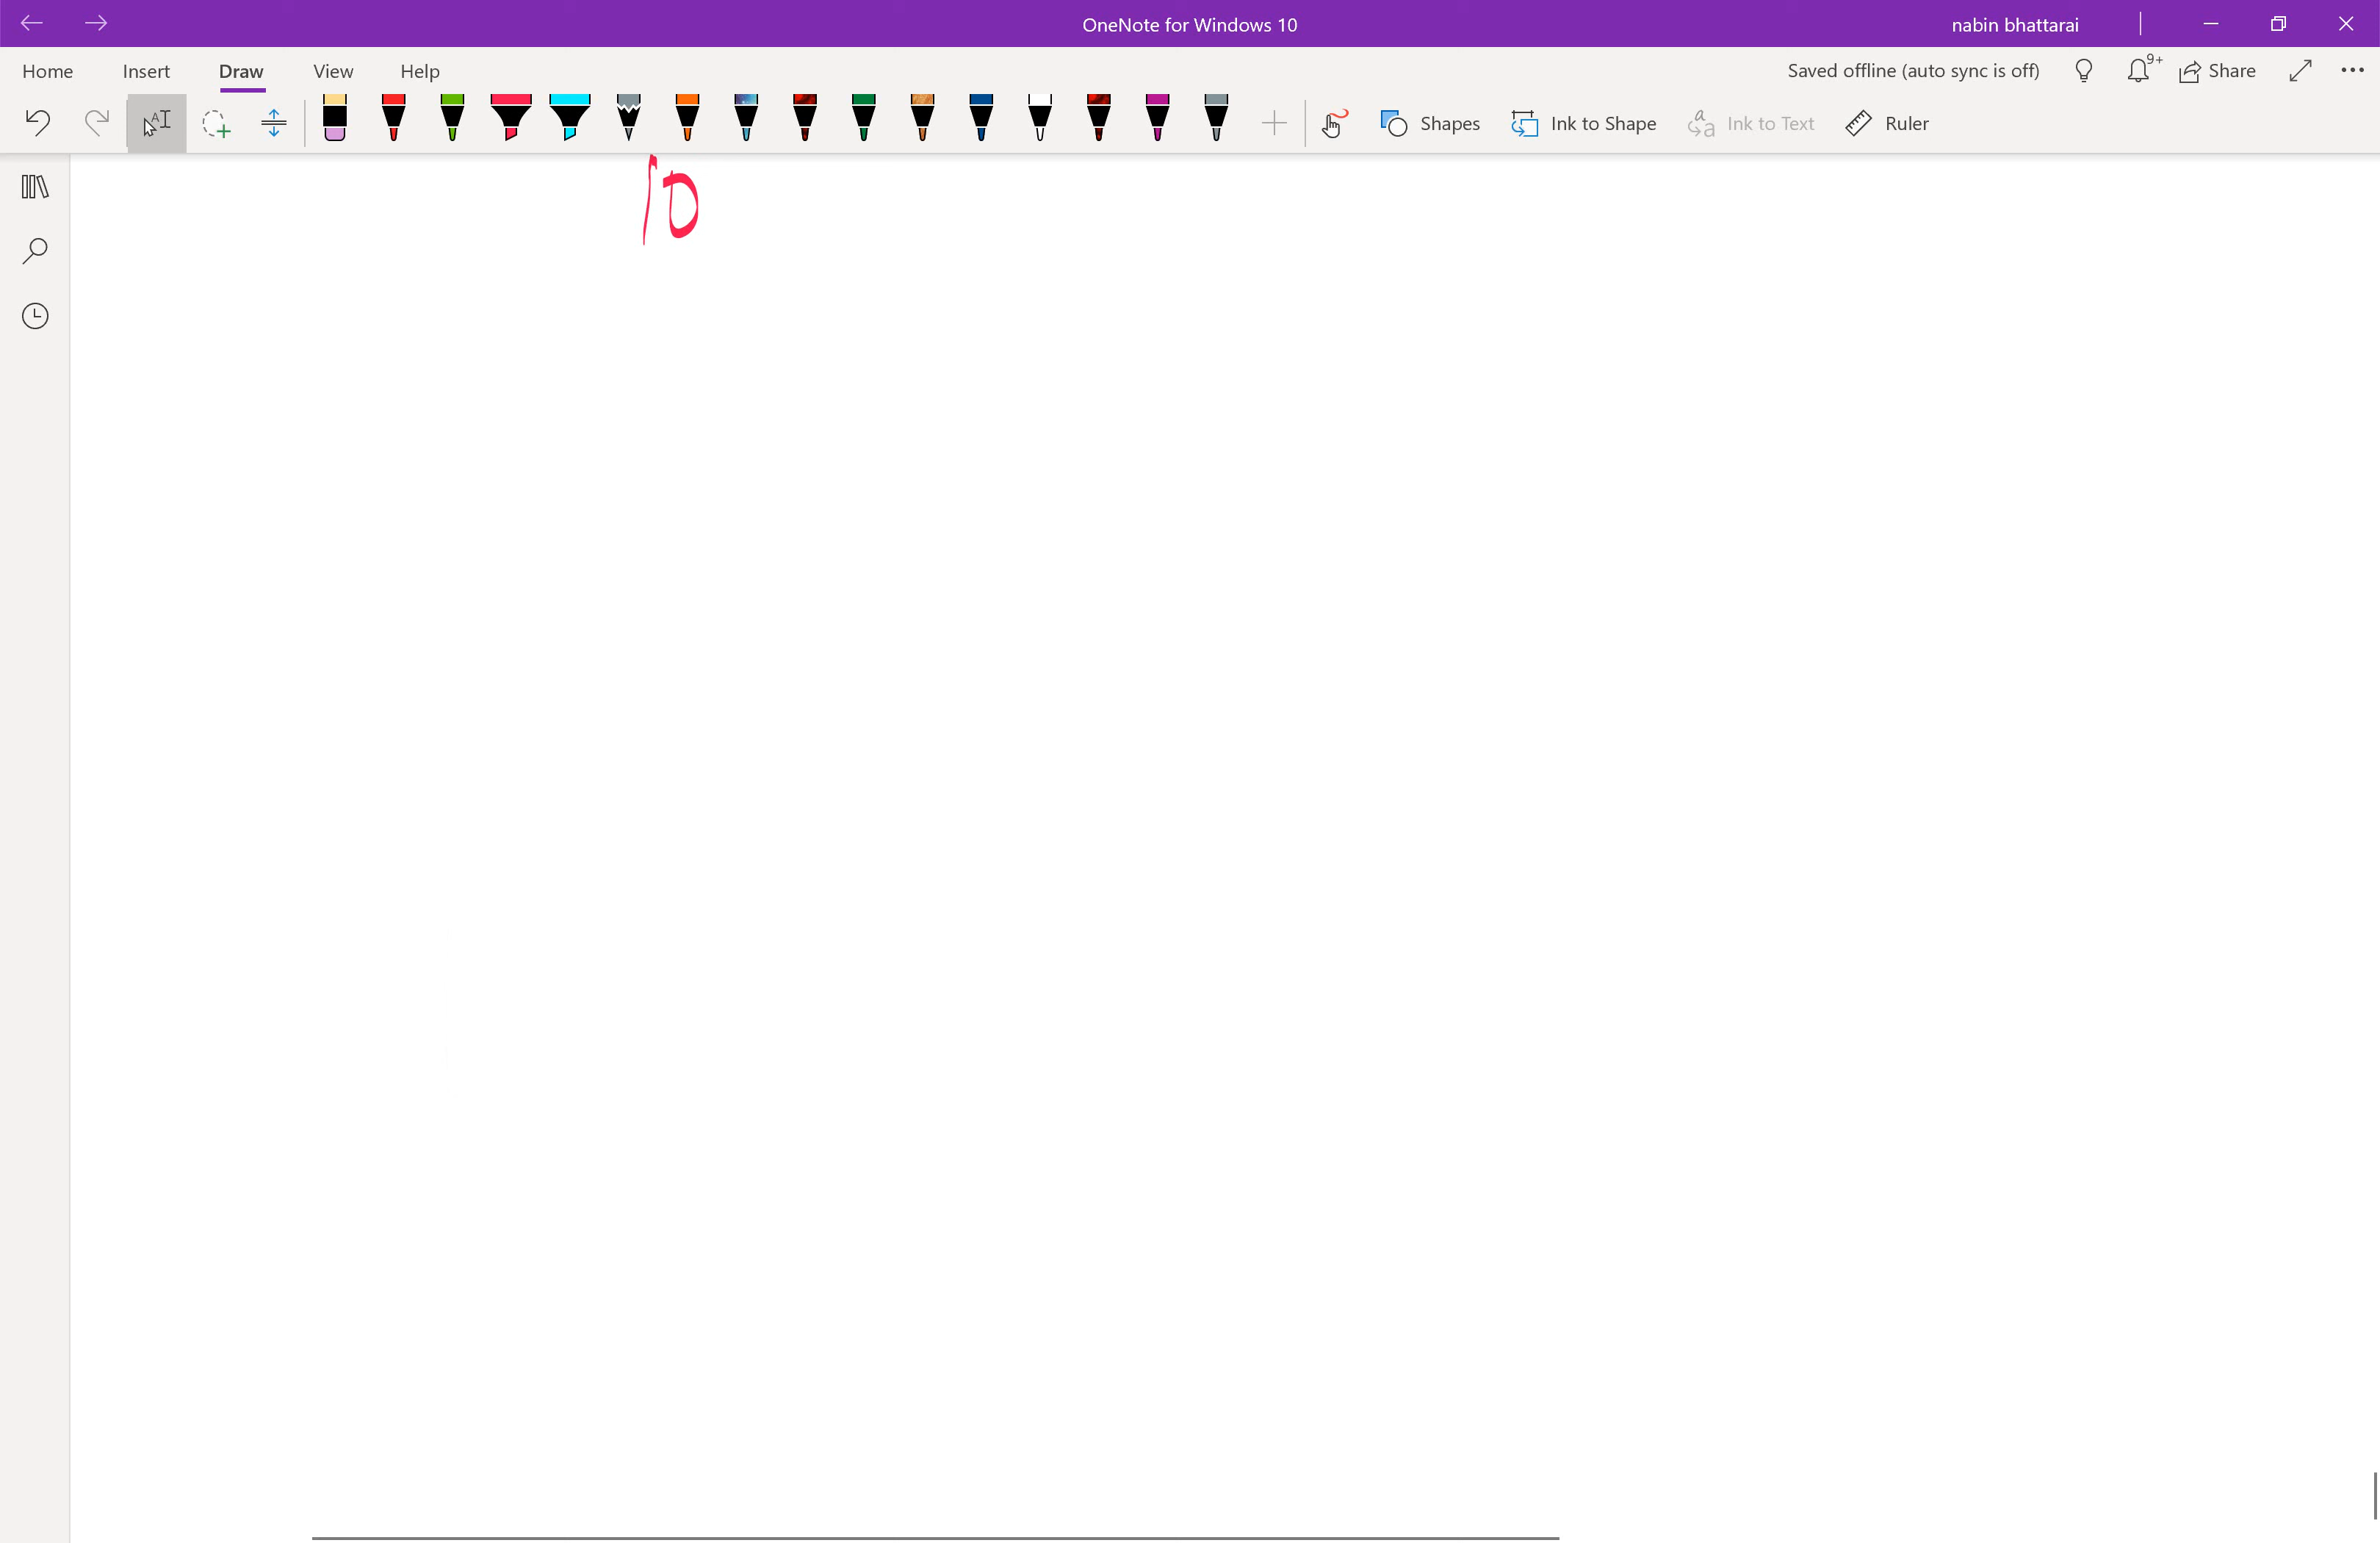 OneNote for Windows 10
nabin bhattarai
Home Insert Draw View Help
Saved offline (auto sync is off)
9+
Share
Shapes
Ink to Shape
Ink to Text
Ruler
10